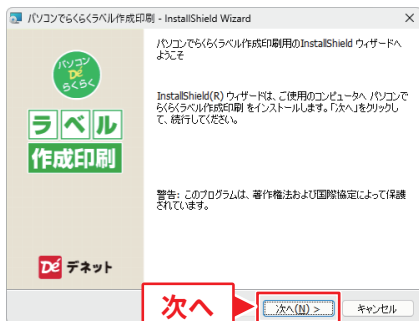 パソコンでらくらくラベル作成印刷 - InstallShield Wizard
パソコン
Dé
らくらく
ラベル
作成印刷
Dé デネット
パソコンでらくらくラベル作成印刷用のInstallShield ウィザードへ
ようこそ
InstallShield(R) ウィザードは、ご使用のコンピュータへ パソコンで
らくらくラベル作成印刷 をインストールします。「次へ」をクリックし
て、続行してください。
警告: このプログラムは、著作権法および国際協定によって保護
されています。
次へ
次へ(N) >
キャンセル